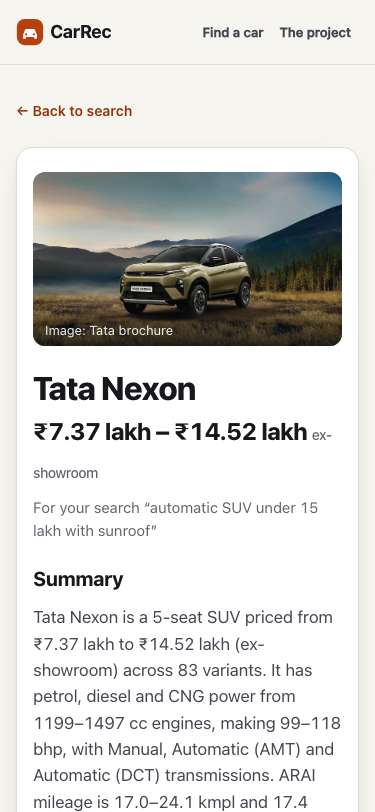 CarRec
Find a car
The project
← Back to search
Image: Tata brochure
Tata Nexon
₹7.37 lakh – ₹14.52 lakh ex-
showroom
For your search “automatic SUV under 15
lakh with sunroof”
Summary
Tata Nexon is a 5-seat SUV priced from
₹7.37 lakh to ₹14.52 lakh (ex-
showroom) across 83 variants. It has
petrol, diesel and CNG power from
1199–1497 cc engines, making 99–118
bhp, with Manual, Automatic (AMT) and
Automatic (DCT) transmissions. ARAI
mileage is 17.0–24.1 kmpl and 17.4